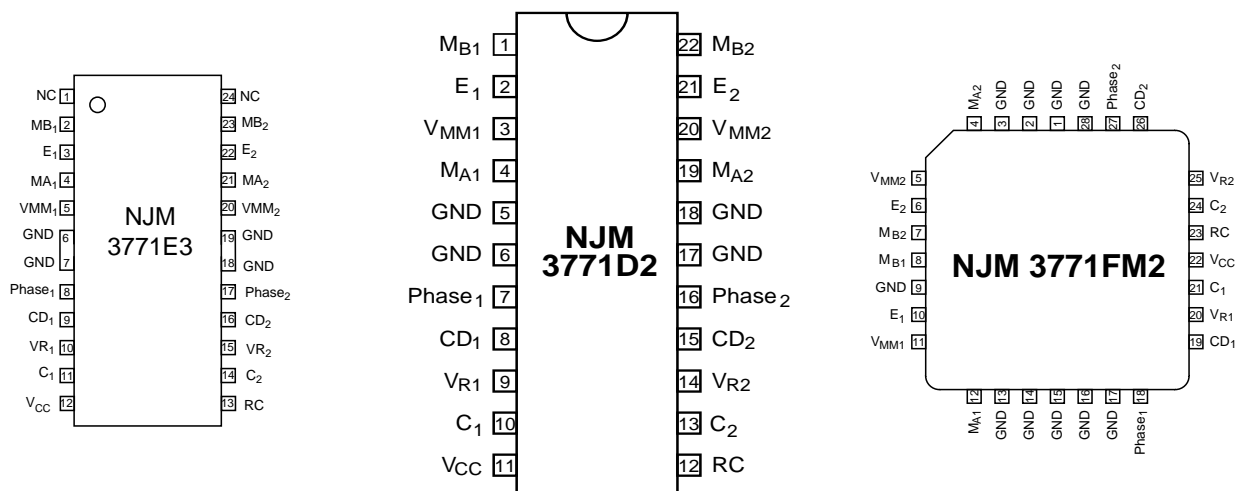 NC 1
MB1 2
E1 3
MA1 4
VMM1 5
GND 6
GND 7
Phase1 8
CD1 9
VR1 10
C1 11
VCC 12
24 NC
23 MB2
22 E2
21 MA2
20 VMM2
19 GND
18 GND
17 Phase2
16 CD2
15 VR2
14 C2
13 RC
NJM
3771E3
MB1 1
E1 2
VMM1 3
MA1 4
GND 5
GND 6
Phase1 7
CD1 8
VR1 9
C1 10
VCC 11
22 MB2
21 E2
20 VMM2
19 MA2
18 GND
17 GND
16 Phase2
15 CD2
14 VR2
13 C2
12 RC
NJM
3771D2
MA2 4
GND 3
GND 2
GND 1
GND 28
Phase2 27
CD2 26
VMM2 5
E2 6
MB2 7
MB1 8
GND 9
E1 10
VMM1 11
25 VR2
24 C2
23 RC
22 VCC
21 C1
20 VR1
19 CD1
NJM 3771FM2
MA1 12
GND 13
GND 14
GND 15
GND 16
GND 17
Phase1 18